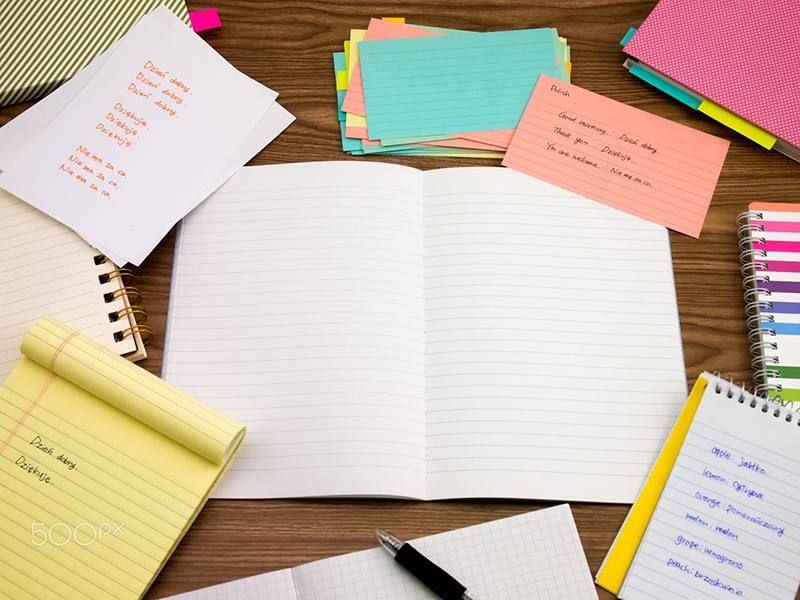 Dzień dobry.
Dzień dobry.
Dzień dobry.
Dziękuję.
Dziękuję.
Dziękuję.
Nie ma za co.
Nie ma za co.
Nie ma za co.
Polish
Good morning. : Dzień dobry.
Thank you. : Dziękuję.
You are welcome. : Nie ma za co.
Dzień dobry.
Dziękuję.
500px
apple: jabłko
lemon: cytryna
orange: pomarańczowy
melon: melon
grape: winogrono
peach: brzoskwinia